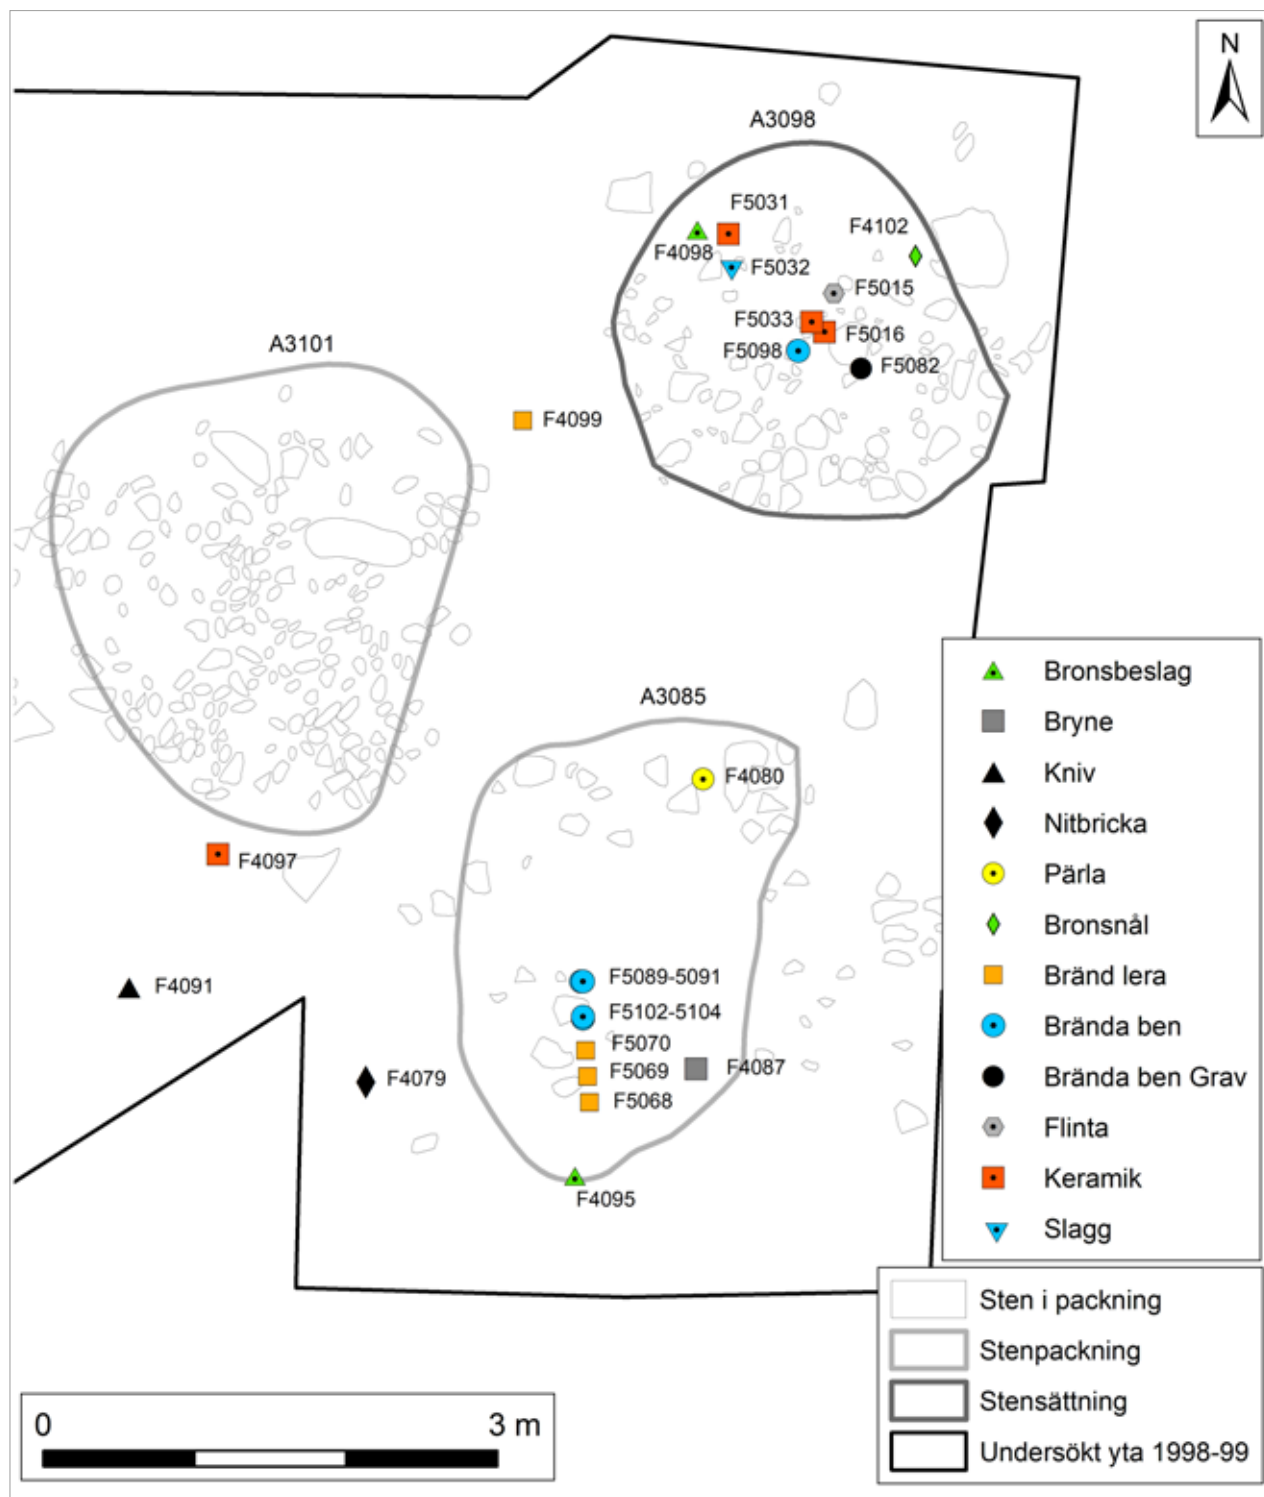 N
A3098
F5031
F4102
F4098
F5032
F5015
F5033
F5016
F5098
F5082
A3101
F4099
A3085
F4080
F4097
F5089-5091
F4091
F5102-5104
F5070
F4087
F4079
F5069
F5068
F4095
Bronsbeslag
Bryne
Kniv
Nitbricka
Pärla
Bronsnål
Bränd lera
Brända ben
Brända ben Grav
Flinta
Keramik
Slagg
Sten i packning
Stenpackning
Stensättning
Undersökt yta 1998-99
0 3 m